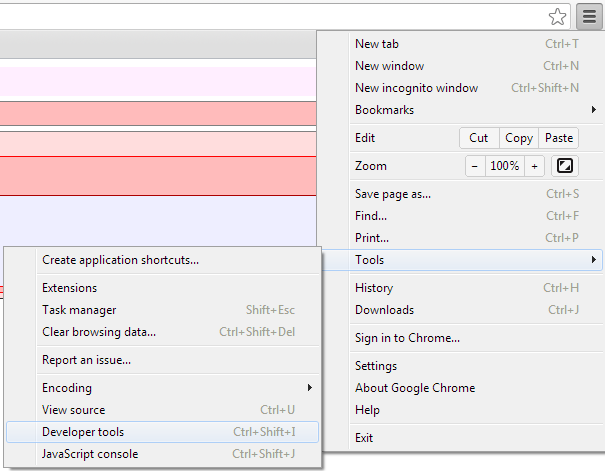 New tab Ctrl+T
New window Ctrl+N
New incognito window Ctrl+Shift+N
Bookmarks
Edit Cut Copy Paste
Zoom − 100% +
Save page as... Ctrl+S
Find... Ctrl+F
Print... Ctrl+P
Tools
History Ctrl+H
Downloads Ctrl+J
Sign in to Chrome...
Settings
About Google Chrome
Help
Exit
Create application shortcuts...
Extensions
Task manager Shift+Esc
Clear browsing data... Ctrl+Shift+Del
Report an issue...
Encoding
View source Ctrl+U
Developer tools Ctrl+Shift+I
JavaScript console Ctrl+Shift+J